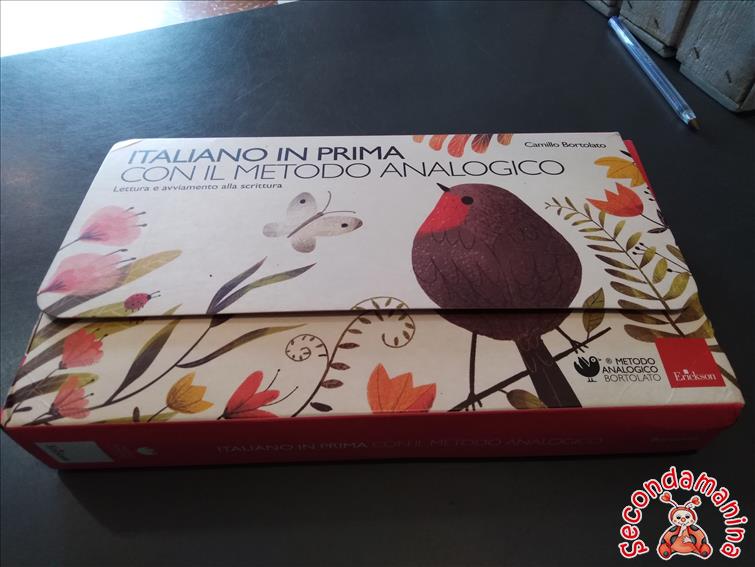 Camillo Bortolato
ITALIANO IN PRIMA
CON IL METODO ANALOGICO
Lettura e avviamento alla scrittura
® METODO
ANALOGICO
BORTOLATO
Erickson
ITALIANO IN PRIMA CON IL METODO ANALOGICO
Secondamanina